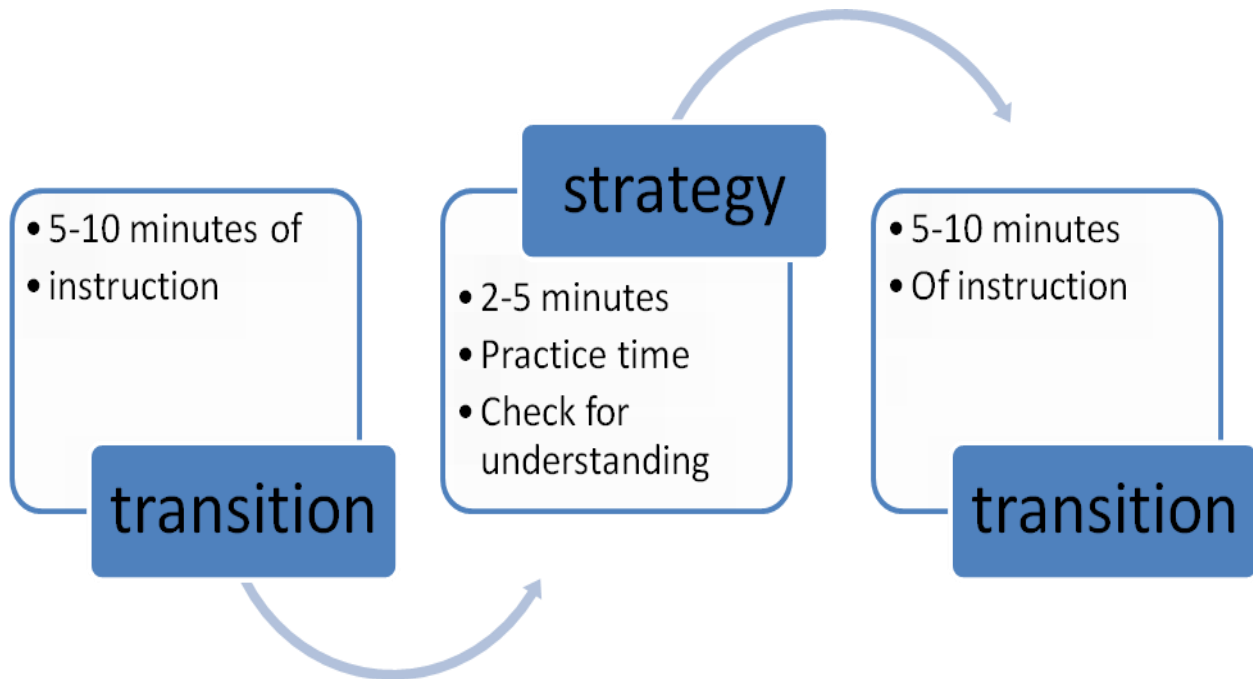 • 5-10 minutes of
• instruction
transition
strategy
• 2-5 minutes
• Practice time
• Check for
understanding
• 5-10 minutes
• Of instruction
transition